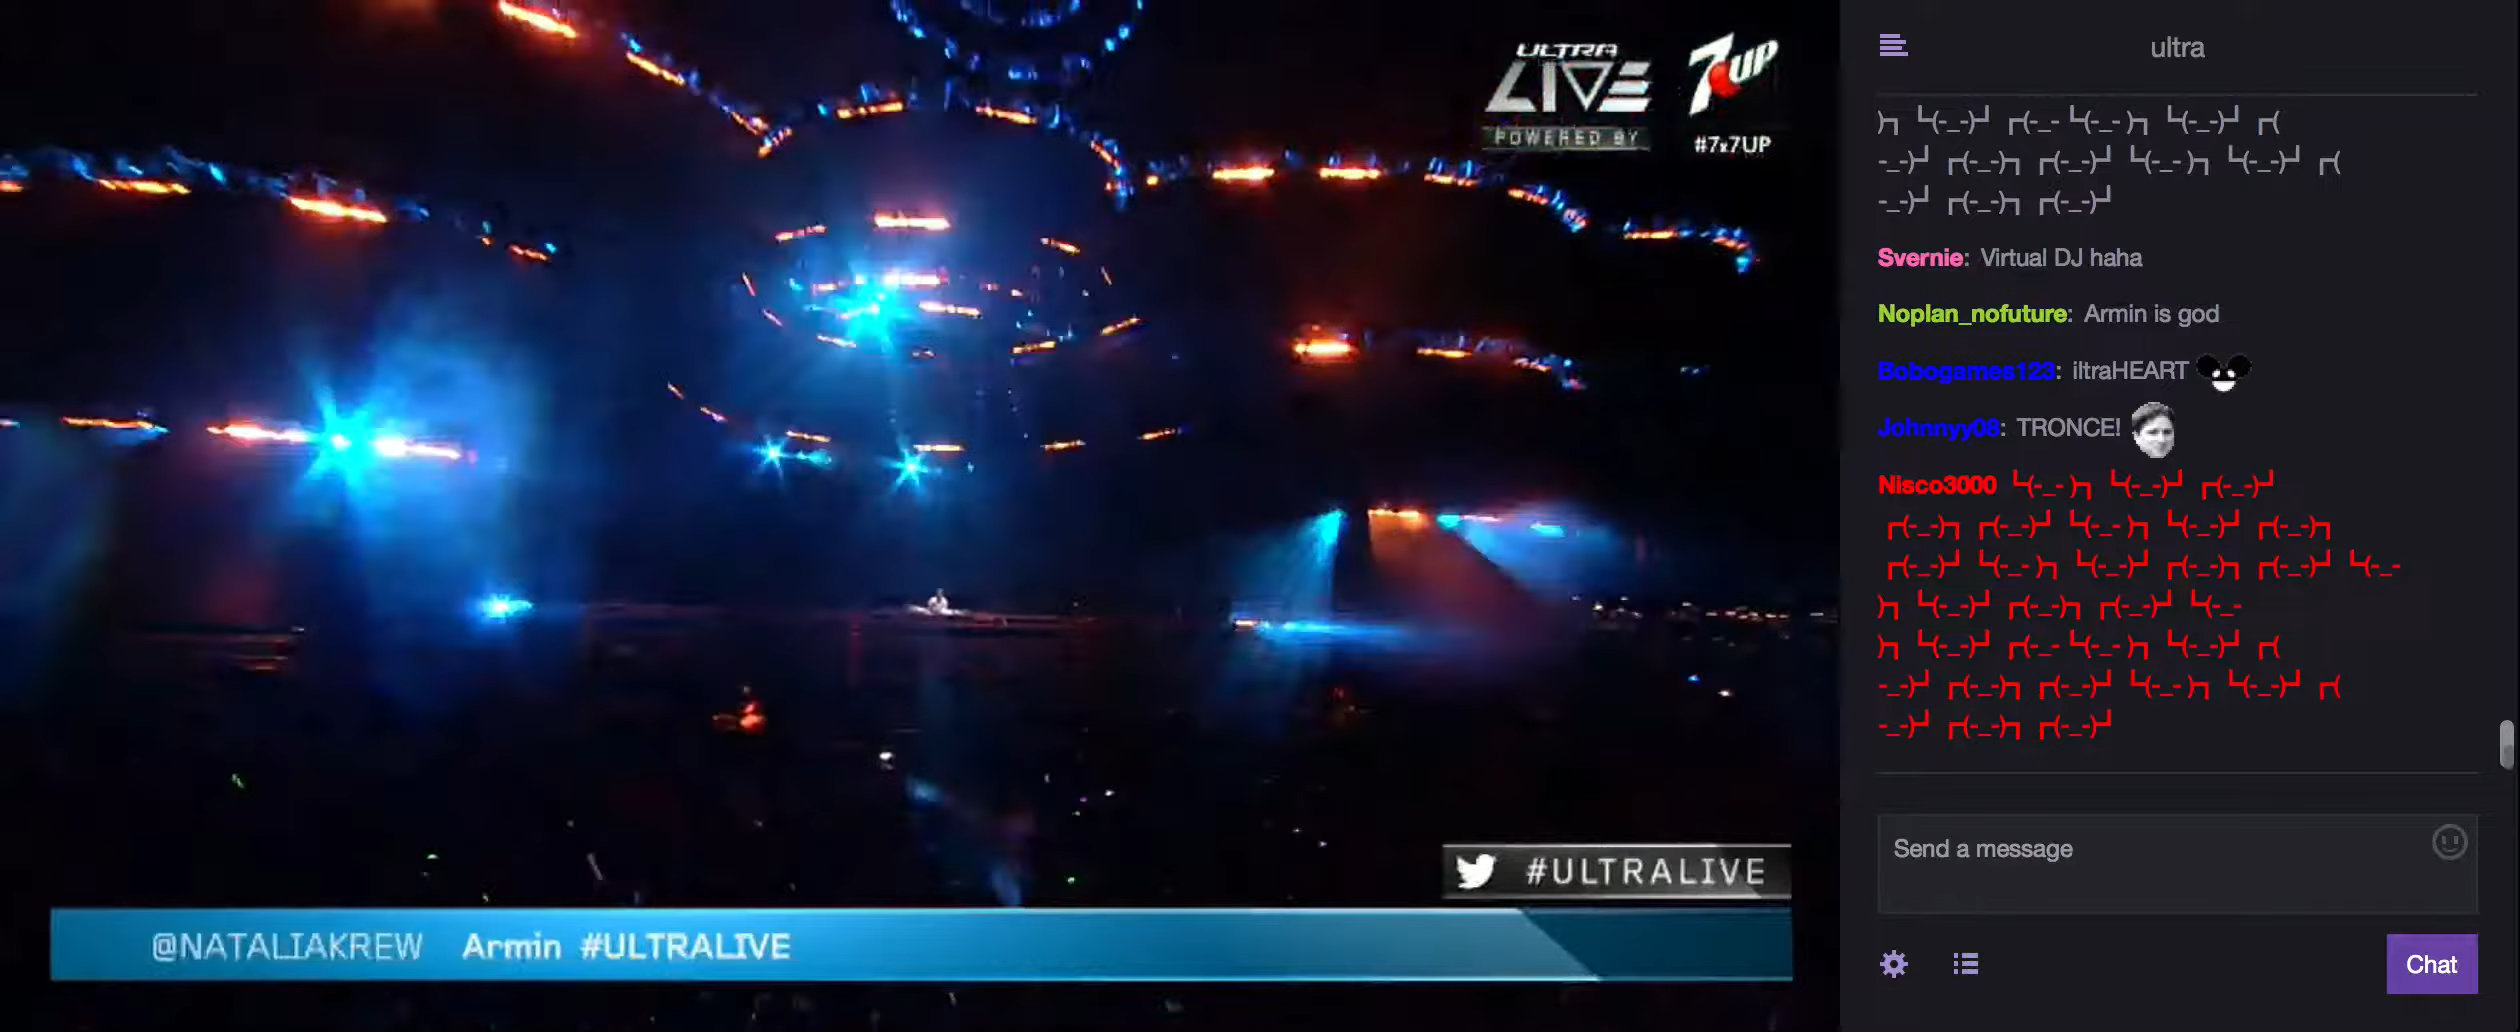 ULTRA
LIVE
POWERED BY
7UP
#7x7UP
#ULTRALIVE
@NATALIAKREW Armin #ULTRALIVE
ultra
)┐ └(-_-)┘ ┌(-_- └(-_- )┐ └(-_-)┘ ┌(
-_-)┘ ┌(-_-)┐ ┌(-_-)┘ └(-_- )┐ └(-_-)┘ ┌(
-_-)┘ ┌(-_-)┐ ┌(-_-)┘
Svernie: Virtual DJ haha
Noplan_nofuture: Armin is god
Bobogames123: iltraHEART
Johnnyy08: TRONCE!
Nisco3000 └(-_- )┐ └(-_-)┘ ┌(-_-)┘
┌(-_-)┐ ┌(-_-)┘ └(-_- )┐ └(-_-)┘ ┌(-_-)┐
┌(-_-)┘ └(-_- )┐ └(-_-)┘ ┌(-_-)┐ ┌(-_-)┘ └(-_-
)┐ └(-_-)┘ ┌(-_-)┐ ┌(-_-)┘ └(-_-
)┐ └(-_-)┘ ┌(-_- └(-_- )┐ └(-_-)┘ ┌(
-_-)┘ ┌(-_-)┐ ┌(-_-)┘ └(-_- )┐ └(-_-)┘ ┌(
-_-)┘ ┌(-_-)┐ ┌(-_-)┘
Send a message
Chat